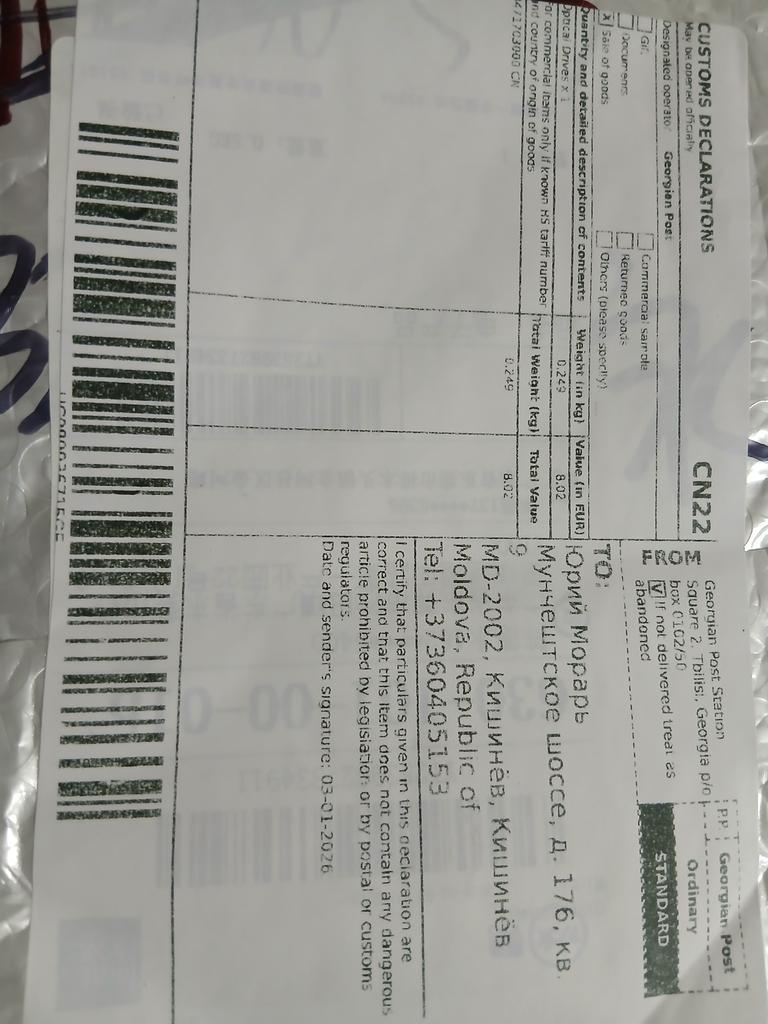 CUSTOMS DECLARATIONS
CN22
May be opened officially
Designated operator Georgian Post
Gift
Commercial sample
Documents
Returned goods
X Sale of goods
Others (please specify)
Quantity and detailed description of contents
Weight (in kg)
Value (in EUR)
Optical Drives x 1
0.249
8.02
For commercial items only if known HS tariff number
and country of origin of goods
Total Weight (kg)
Total Value
8471703000 CN
0.249
8.02
FROM
Georgian Post Station
Square 2, Tbilisi, Georgia p/o
box 0102/50
V If not delivered treat as
abandoned
P.P.
Georgian Post
Ordinary
STANDARD
TO:
Юрий Морарь
Мунчештское шоссе, д. 176, кв.
9
MD-2002, Кишинёв, Кишинёв
Moldova, Republic of
Tel: +37360405153
I certify that particulars given in this declaration are
correct and that this item does not contain any dangerous
article prohibited by legislation or by postal or customs
regulators.
Date and sender's signature: 03-01-2026